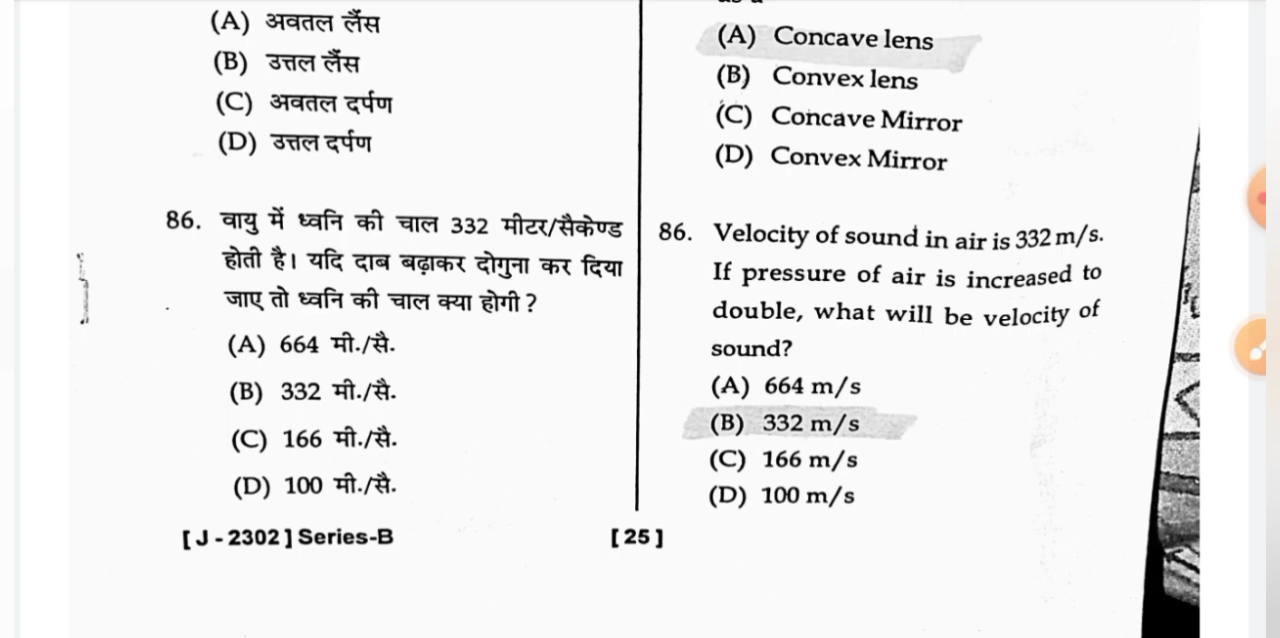 (A) अवतल लैंस
(B) उत्तल लैंस
(C) अवतल दर्पण
(D) उत्तल दर्पण
86. वायु में ध्वनि की चाल 332 मीटर/सैकेण्ड
होती है। यदि दाब बढ़ाकर दोगुना कर दिया
जाए तो ध्वनि की चाल क्या होगी ?
(A) 664 मी./सै.
(B) 332 मी./सै.
(C) 166 मी./सै.
(D) 100 मी./सै.
(A) Concave lens
(B) Convex lens
(C) Concave Mirror
(D) Convex Mirror
86. Velocity of sound in air is 332 m/s.
If pressure of air is increased to
double, what will be velocity of
sound?
(A) 664 m/s
(B) 332 m/s
(C) 166 m/s
(D) 100 m/s
[ J - 2302 ] Series-B
[ 25 ]